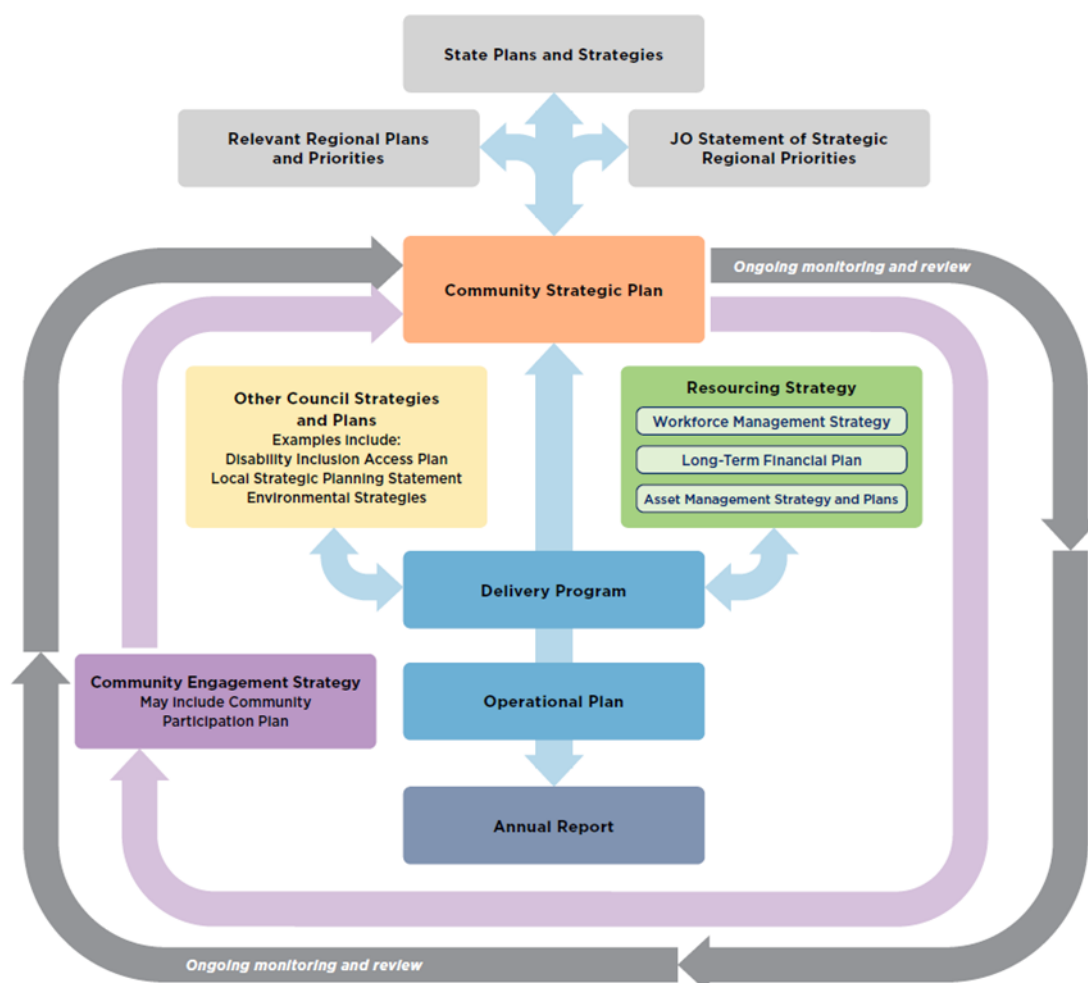 State Plans and Strategies
Relevant Regional Plans
and Priorities
JO Statement of Strategic
Regional Priorities
Ongoing monitoring and review
Community Strategic Plan
Other Council Strategies
and Plans
Examples include:
Disability Inclusion Access Plan
Local Strategic Planning Statement
Environmental Strategies
Resourcing Strategy
Workforce Management Strategy
Long-Term Financial Plan
Asset Management Strategy and Plans
Delivery Program
Community Engagement Strategy
May include Community
Participation Plan
Operational Plan
Annual Report
Ongoing monitoring and review